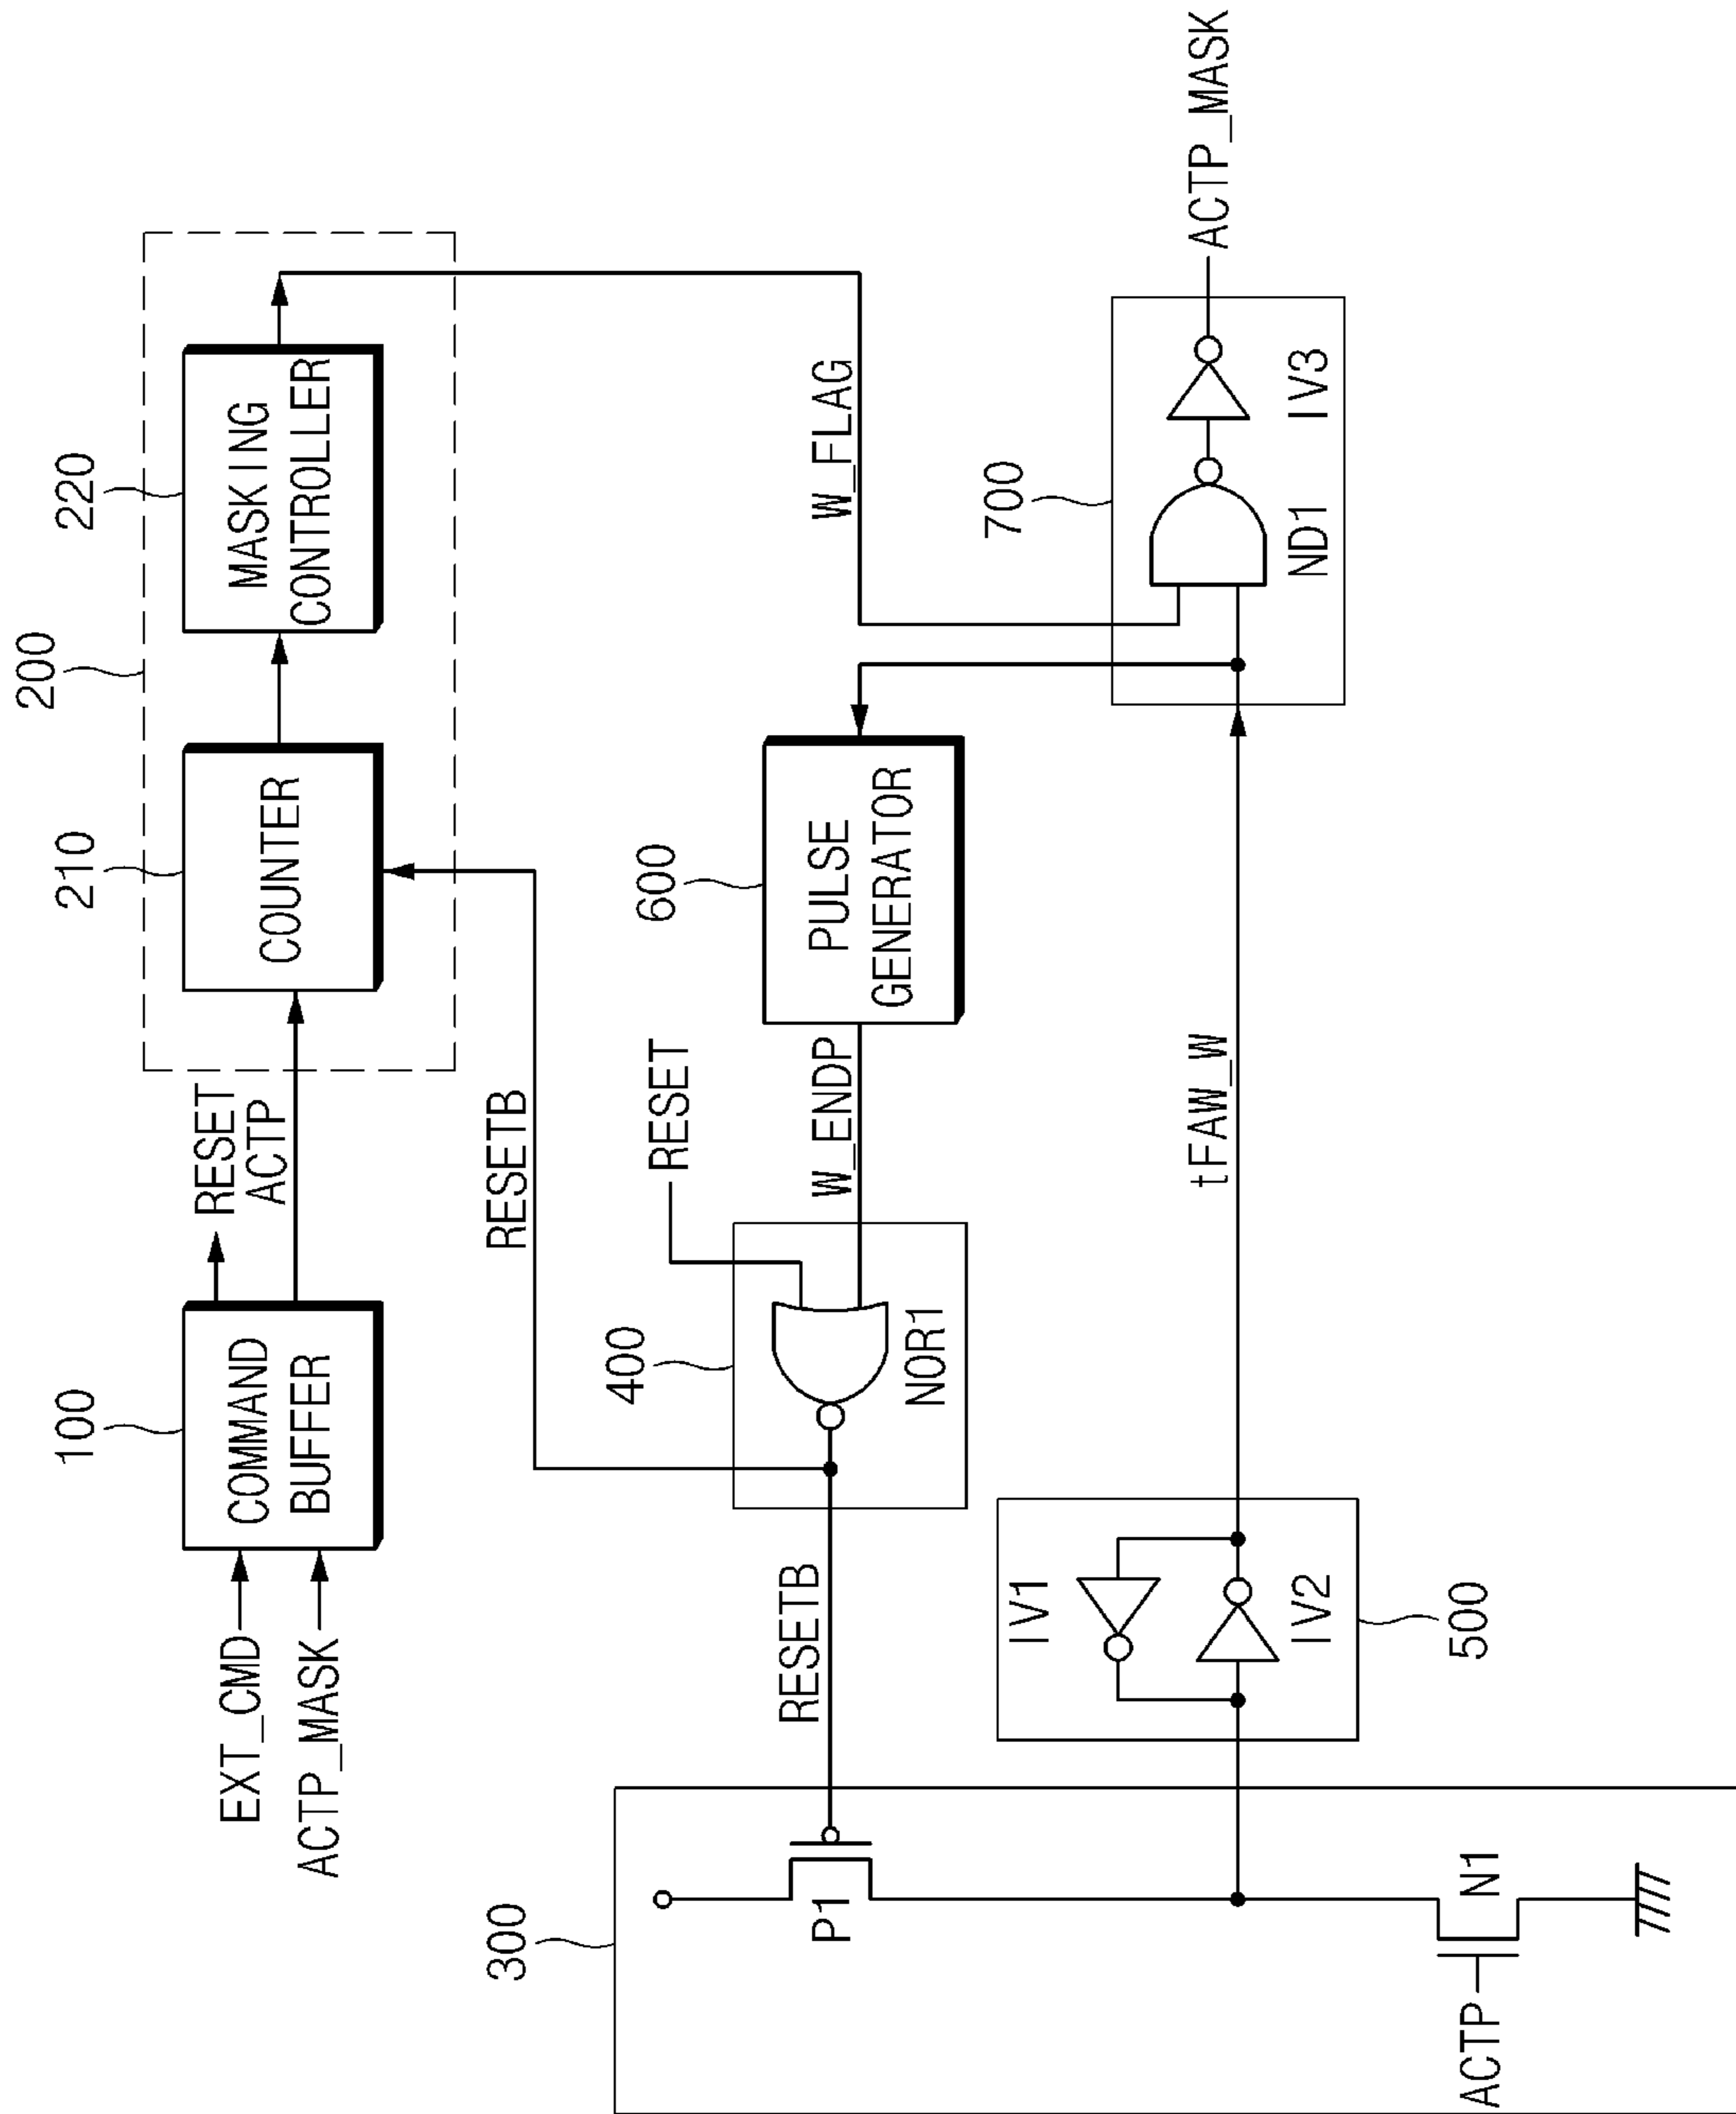 200
100
210
220
EXT_CMD
ACTP_MASK
COMMAND
BUFFER
RESET
ACTP
COUNTER
MASKING
CONTROLLER
RESETB
600
RESET
W_ENDP
PULSE
GENERATOR
W_FLAG
400
NOR1
300
RESETB
P1
ACTP
N1
IV1
IV2
500
tFAW_W
700
ND1
IV3
ACTP_MASK